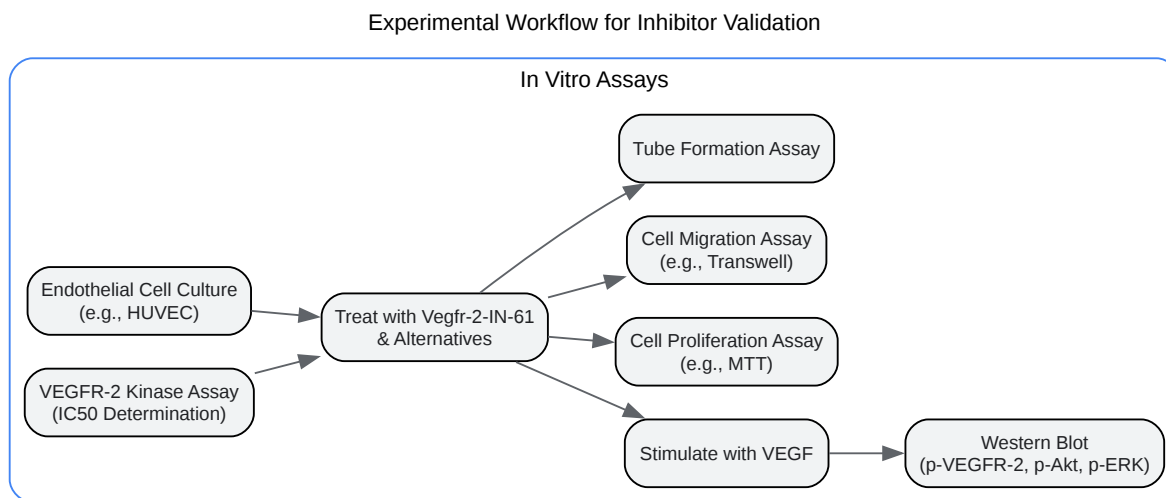 Experimental Workflow for Inhibitor Validation
In Vitro Assays
Tube Formation Assay
Cell Migration Assay
(e.g., Transwell)
Endothelial Cell Culture
(e.g., HUVEC)
Treat with Vegfr-2-IN-61
& Alternatives
Cell Proliferation Assay
(e.g., MTT)
VEGFR-2 Kinase Assay
(IC50 Determination)
Stimulate with VEGF
Western Blot
(p-VEGFR-2, p-Akt, p-ERK)